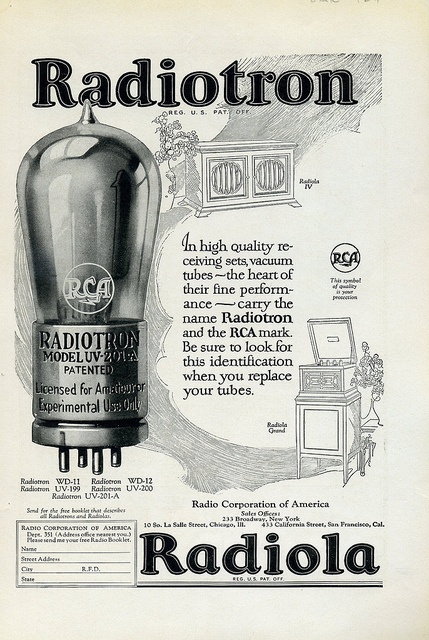 Radiotron
REG. U. S. PAT. OFF.
Radiola
IV
In high quality re-
ceiving sets, vacuum
tubes—the heart of
their fine perform-
ance—carry the
name Radiotron
and the RCA mark.
Be sure to look for
this identification
when you replace
your tubes.
RCA
This symbol
of quality
is your
protection
RCA
RADIOTRON
MODEL UV-201-A
PATENTED
Licensed for Amateur or
Experimental Use Only
Radiola
Grand
Radiotron WD-11 Radiotron WD-12
Radiotron UV-199 Radiotron UV-200
Radiotron UV-201-A
Send for the free booklet that describes
all Radiotrons and Radiolas.
RADIO CORPORATION OF AMERICA
Dept. 351 (Address office nearest you.)
Please send me your free Radio Booklet.
Name
Street Address
City R.F.D.
State
Radio Corporation of America
Sales Offices:
233 Broadway, New York
10 So. La Salle Street, Chicago, Ill. 433 California Street, San Francisco, Cal.
Radiola
REG. U. S. PAT. OFF.